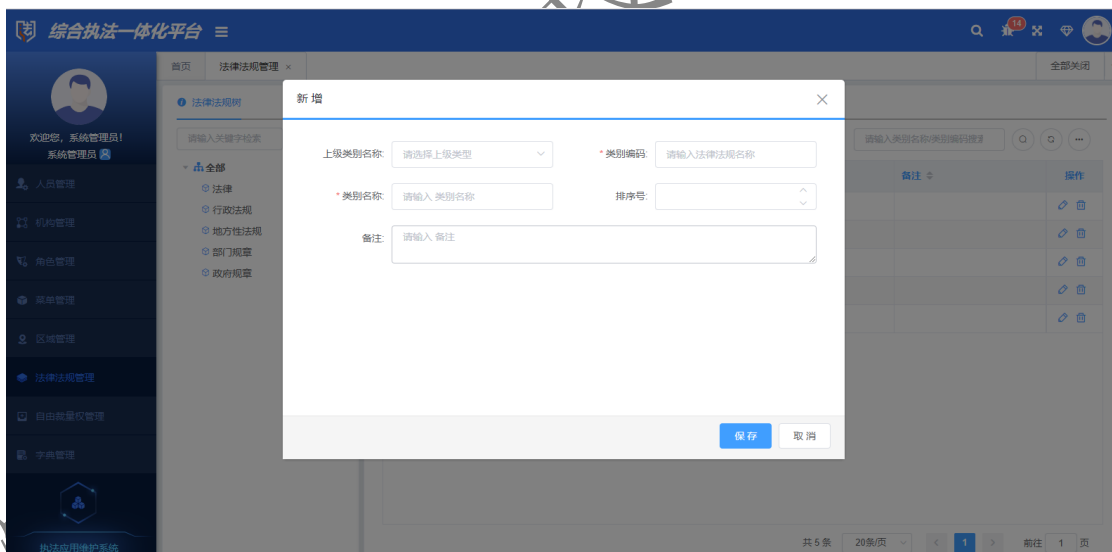 综合执法一体化平台
14
首页 法律法规管理 × 全部关闭
欢迎您，系统管理员！
系统管理员
人员管理
机构管理
角色管理
菜单管理
区域管理
法律法规管理
自由裁量权管理
字典管理
执法应用维护系统
法律法规树
请输入关键字检索
全部
法律
行政法规
地方性法规
部门规章
政府规章
新增
上级类别名称: 请选择上级类型
* 类别编码: 请输入法律法规名称
* 类别名称: 请输入 类别名称
排序号:
备注: 请输入 备注
保存 取消
请输入类别名称/类别编码搜索
备注 操作
共 5 条 20条/页 < 1 > 前往 1 页